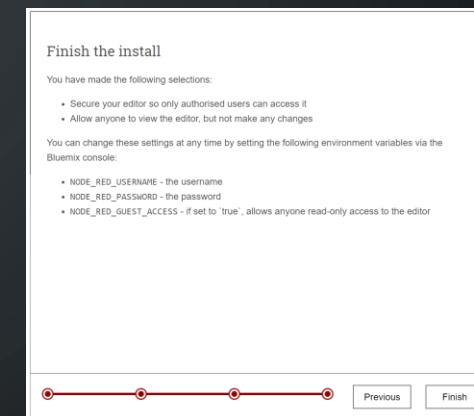 Finish the install
You have made the following selections:
• Secure your editor so only authorised users can access it
• Allow anyone to view the editor, but not make any changes
You can change these settings at any time by setting the following environment variables via the
Bluemix console:
• NODE_RED_USERNAME - the username
• NODE_RED_PASSWORD - the password
• NODE_RED_GUEST_ACCESS - if set to `true`, allows anyone read-only access to the editor
Previous
Finish